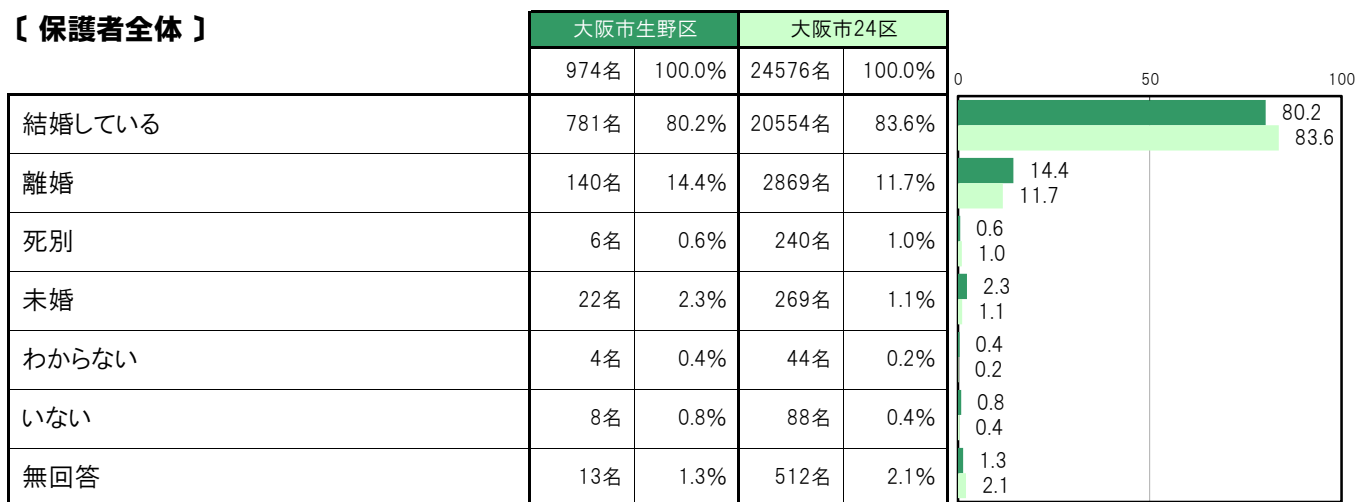 〔 保護者全体 〕
大阪市生野区 大阪市24区
974名 100.0% 24576名 100.0%
0 50 100
結婚している 781名 80.2% 20554名 83.6%
80.2
83.6
離婚 140名 14.4% 2869名 11.7%
14.4
11.7
死別 6名 0.6% 240名 1.0%
0.6
1.0
未婚 22名 2.3% 269名 1.1%
2.3
1.1
わからない 4名 0.4% 44名 0.2%
0.4
0.2
いない 8名 0.8% 88名 0.4%
0.8
0.4
無回答 13名 1.3% 512名 2.1%
1.3
2.1